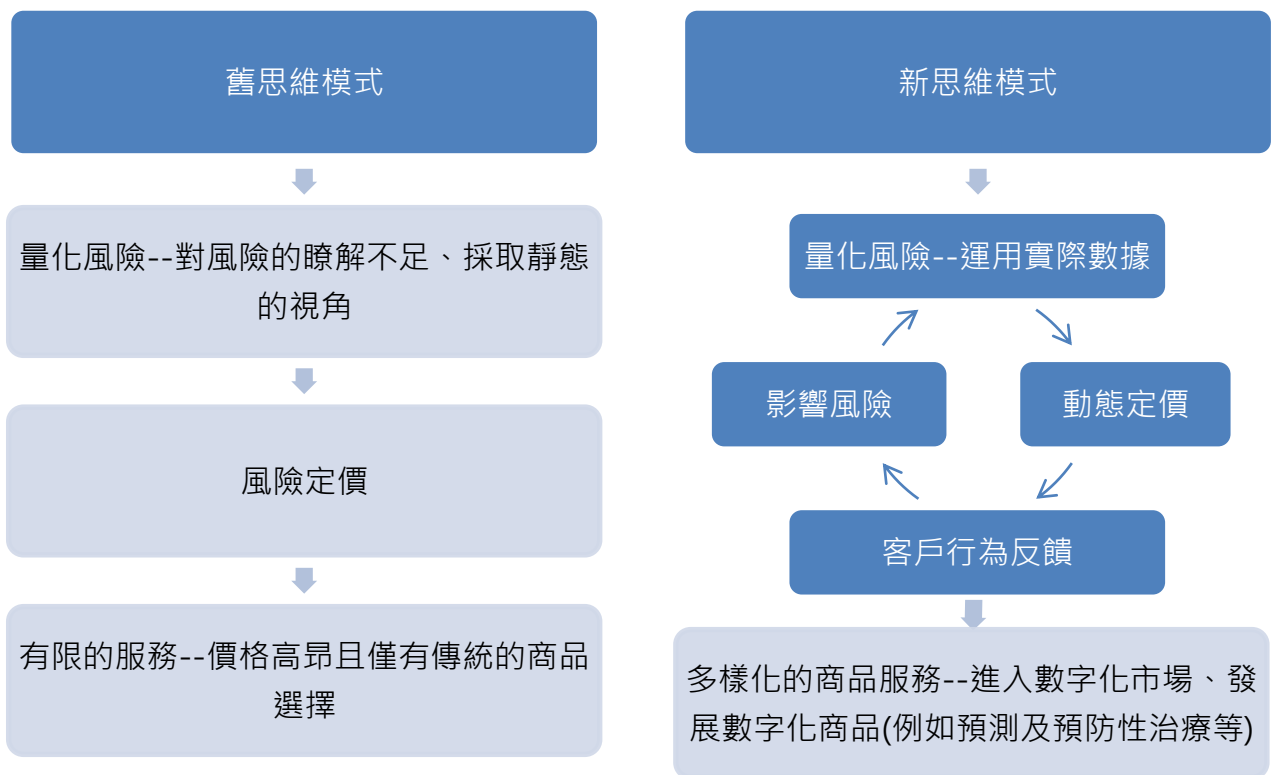 舊思維模式
量化風險--對風險的瞭解不足、採取靜態
的視角
風險定價
有限的服務--價格高昂且僅有傳統的商品
選擇
新思維模式
量化風險--運用實際數據
影響風險
動態定價
客戶行為反饋
多樣化的商品服務--進入數字化市場、發
展數字化商品(例如預測及預防性治療等)